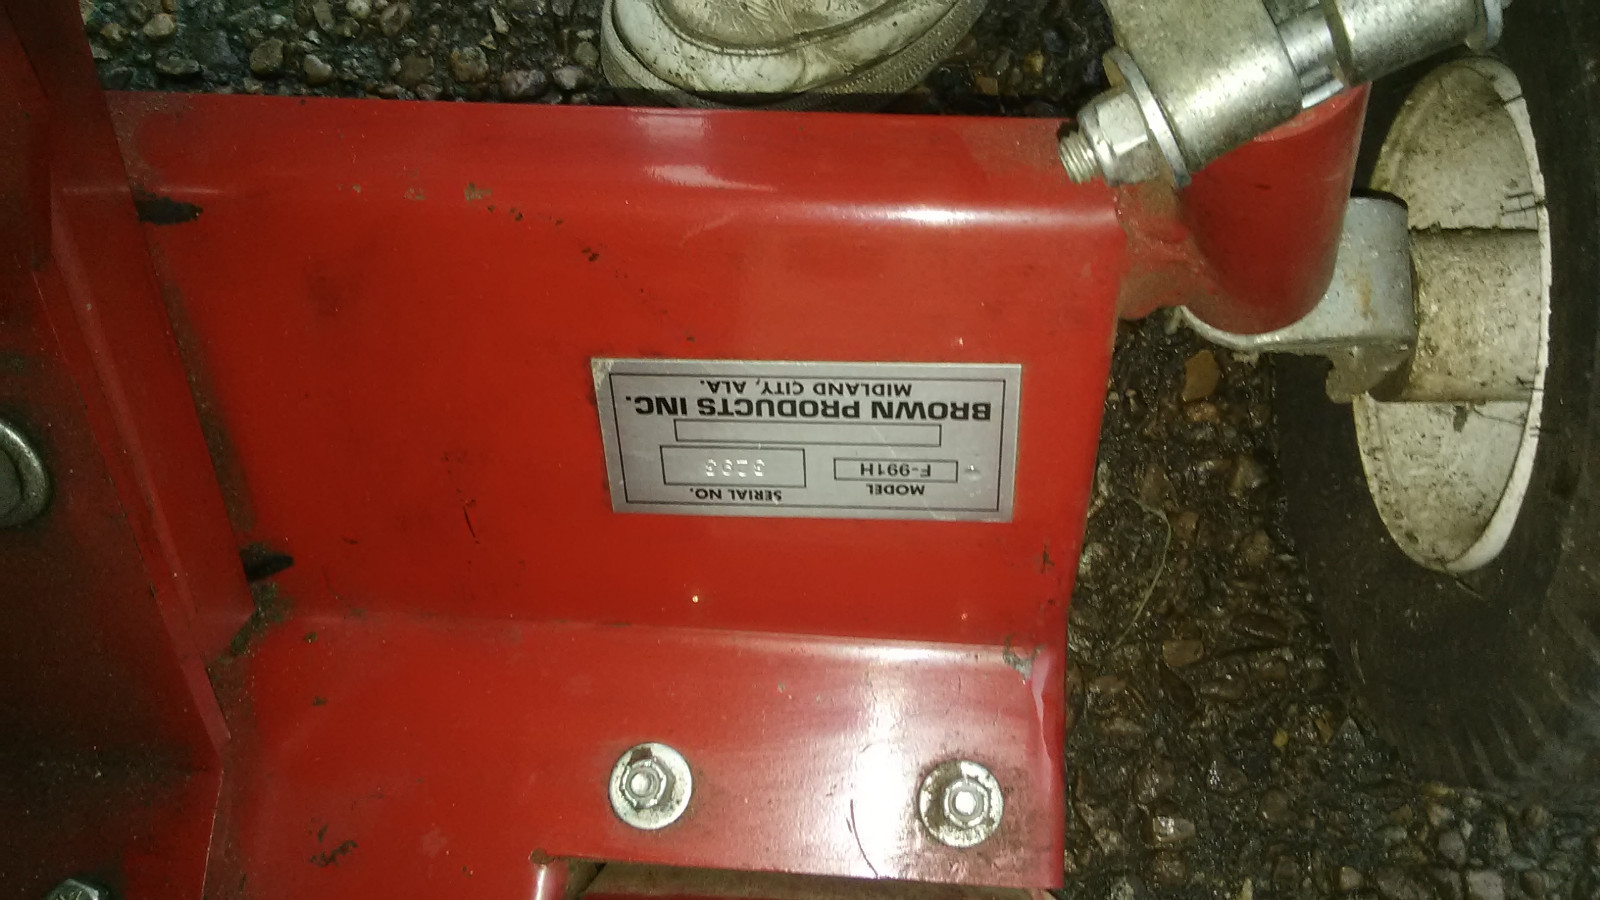 MODEL SERIAL NO.
F-991H
BROWN PRODUCTS INC.
MIDLAND CITY, ALA.